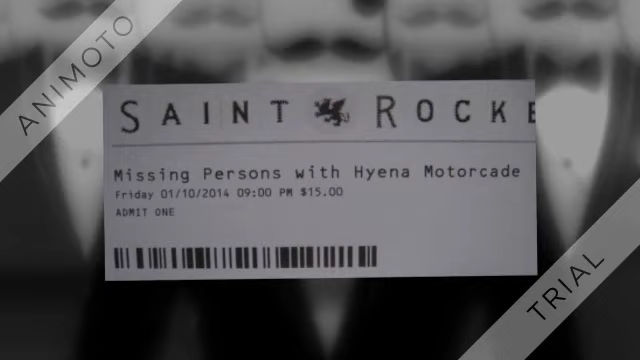 ANIMOTO
SAINT ROCKE
Missing Persons with Hyena Motorcade
Friday 01/10/2014 09:00 PM $15.00
ADMIT ONE
TRIAL